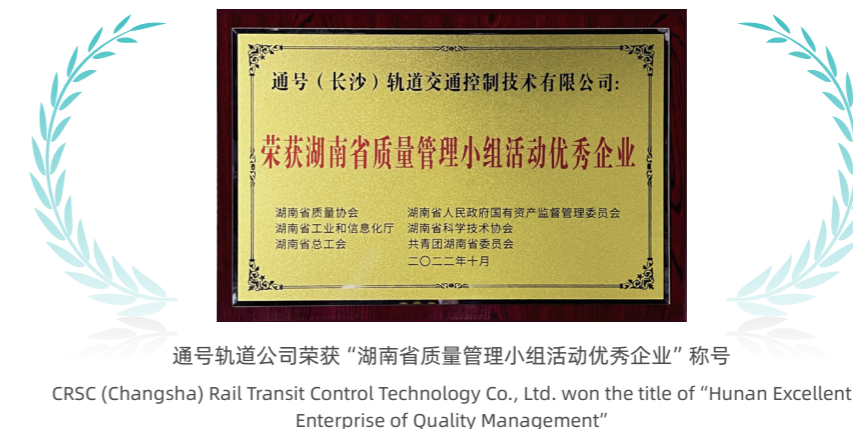 通号（长沙）轨道交通控制技术有限公司:
荣获湖南省质量管理小组活动优秀企业
湖南省质量协会 湖南省人民政府国有资产监督管理委员会
湖南省工业和信息化厅 湖南省科学技术协会
湖南省总工会 共青团湖南省委员会
二〇二二年十月
通号轨道公司荣获“湖南省质量管理小组活动优秀企业”称号
CRSC (Changsha) Rail Transit Control Technology Co., Ltd. won the title of “Hunan Excellent
Enterprise of Quality Management”